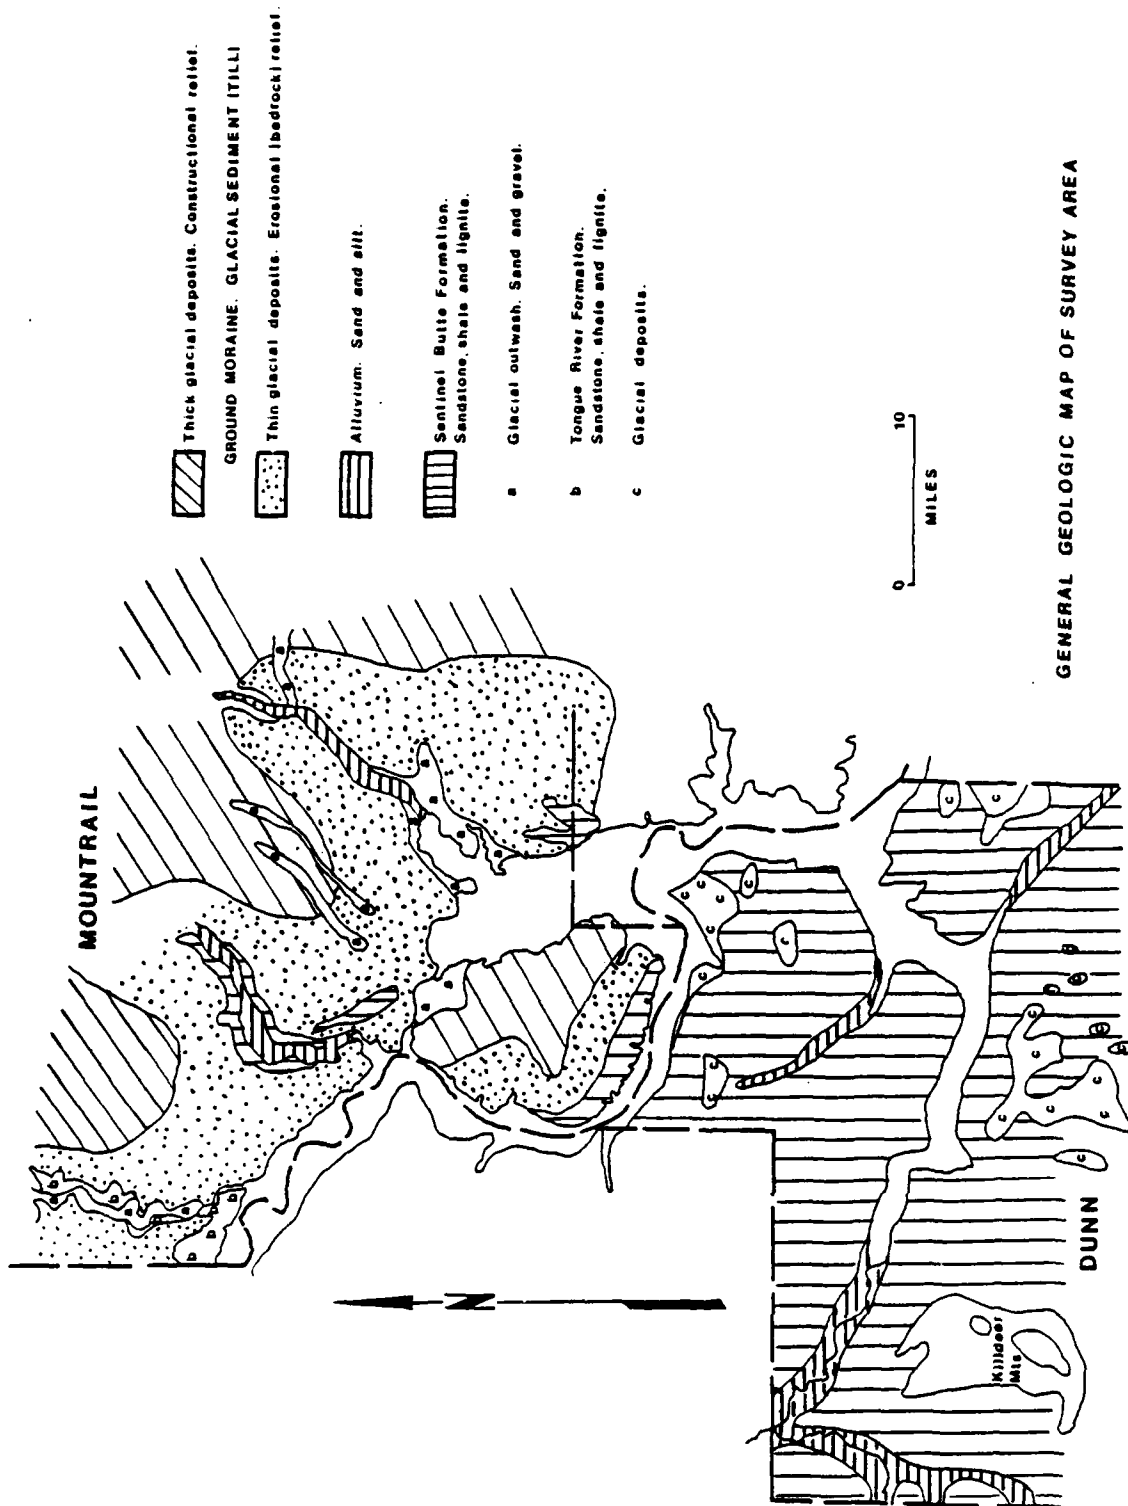 MOUNTRAIL
Thick glacial deposits. Constructional relief.
GROUND MORAINE. GLACIAL SEDIMENT (TILL)
Thin glacial deposits. Erosional (bedrock) relief.
Alluvium. Sand and silt.
Sentinel Butte Formation.
Sandstone, shale and lignite.
a Glacial outwash. Sand and gravel.
b Tongue River Formation.
Sandstone, shale and lignite.
c Glacial deposits.
N
0 10
MILES
Killdeer
Mts
DUNN
GENERAL GEOLOGIC MAP OF SURVEY AREA